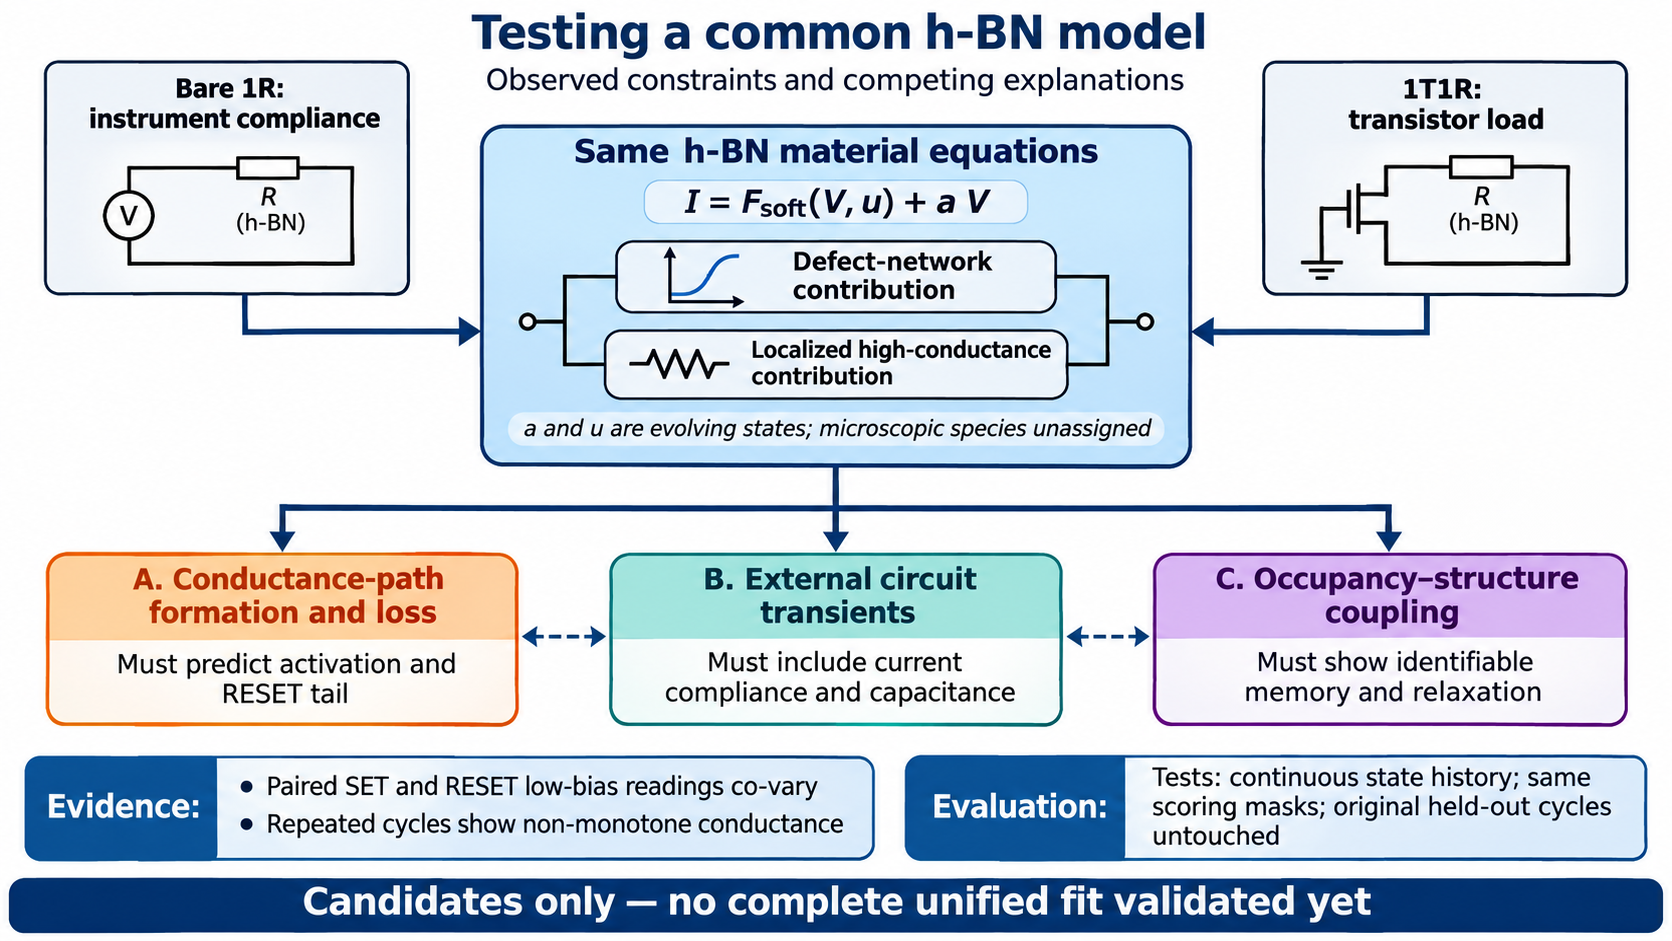 Testing a common h-BN model
Observed constraints and competing explanations
Bare 1R:
instrument compliance
V
R
(h-BN)
1T1R:
transistor load
R
(h-BN)
Same h-BN material equations
I = F_soft(V, u) + a V
Defect-network
contribution
Localized high-conductance
contribution
a and u are evolving states; microscopic species unassigned
A. Conductance-path
formation and loss
Must predict activation and
RESET tail
B. External circuit
transients
Must include current
compliance and capacitance
C. Occupancy–structure
coupling
Must show identifiable
memory and relaxation
Evidence:
• Paired SET and RESET low-bias readings co-vary
• Repeated cycles show non-monotone conductance
Evaluation:
Tests: continuous state history; same
scoring masks; original held-out cycles
untouched
Candidates only — no complete unified fit validated yet